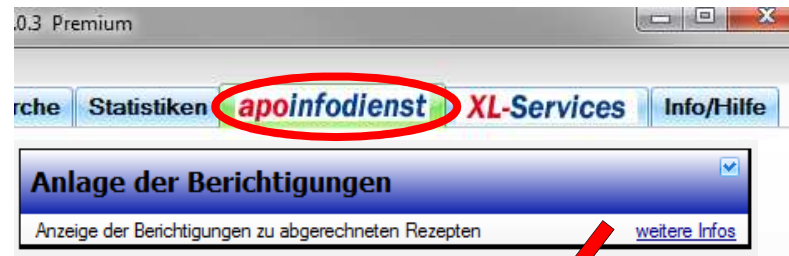 .0.3 Premium
rche Statistiken apoinfodienst XL-Services Info/Hilfe
Anlage der Berichtigungen
Anzeige der Berichtigungen zu abgerechneten Rezepten weitere Infos